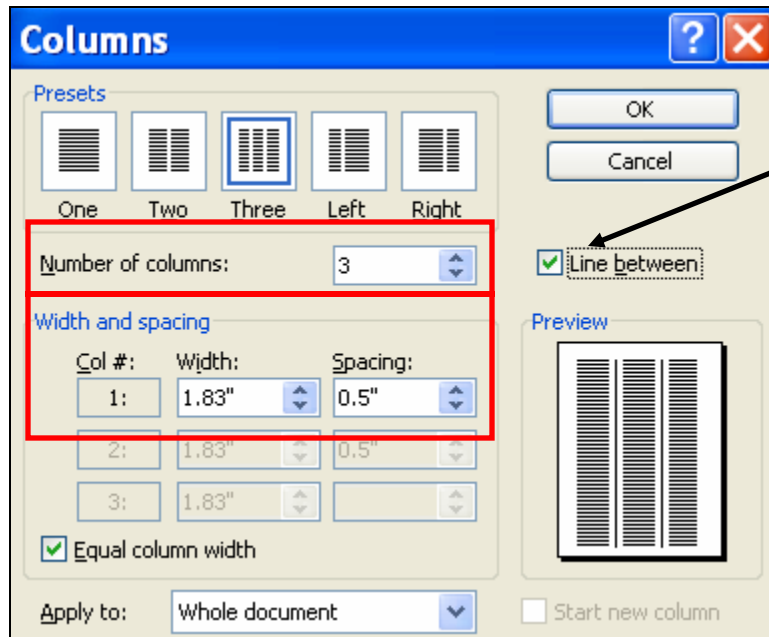 Columns
Presets
OK
Cancel
One Two Three Left Right
Number of columns: 3
Line between
Width and spacing
Preview
Col #: Width: Spacing:
1: 1.83" 0.5"
2: 1.83" 0.5"
3: 1.83"
Equal column width
Apply to: Whole document
Start new column